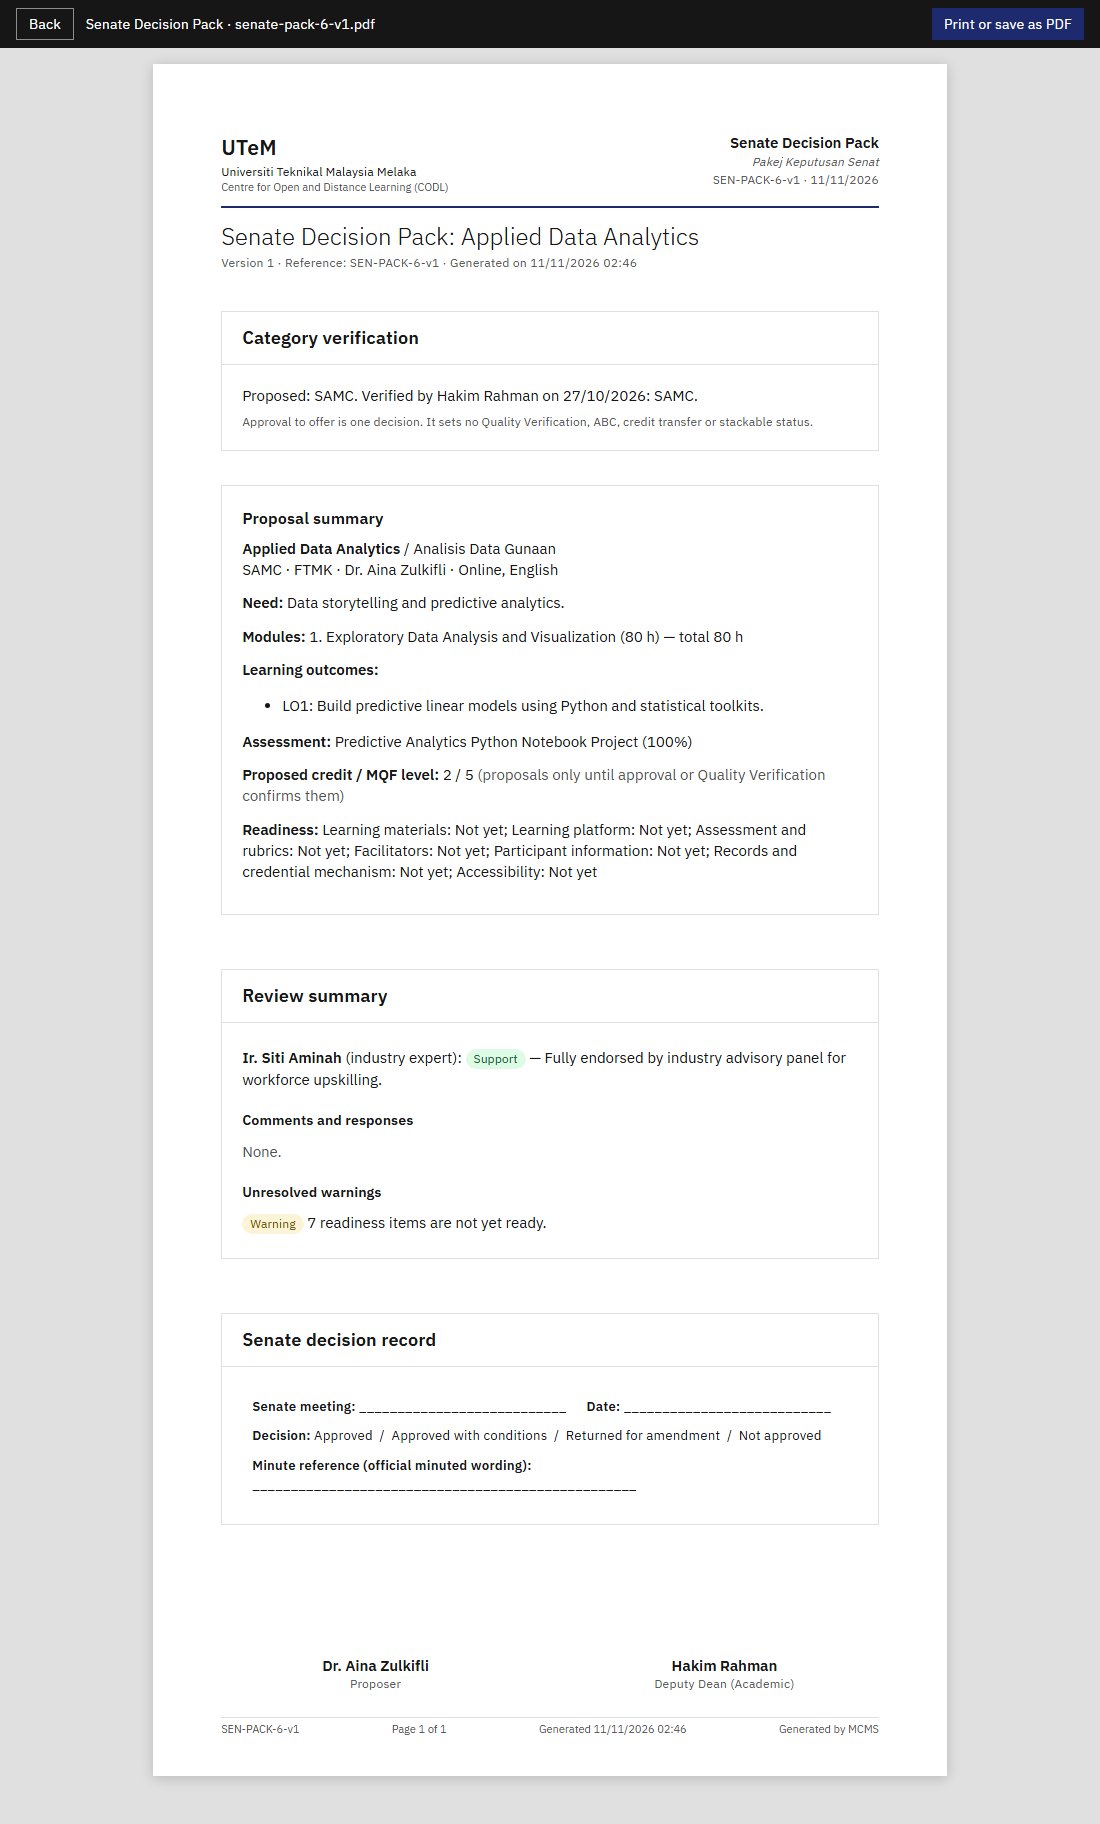 Back
Senate Decision Pack · senate-pack-6-v1.pdf
Print or save as PDF
UTeM
Universiti Teknikal Malaysia Melaka
Centre for Open and Distance Learning (CODL)
Senate Decision Pack
Pakej Keputusan Senat
SEN-PACK-6-v1 · 11/11/2026
Senate Decision Pack: Applied Data Analytics
Version 1 · Reference: SEN-PACK-6-v1 · Generated on 11/11/2026 02:46
Category verification
Proposed: SAMC. Verified by Hakim Rahman on 27/10/2026: SAMC.
Approval to offer is one decision. It sets no Quality Verification, ABC, credit transfer or stackable status.
Proposal summary
Applied Data Analytics / Analisis Data Gunaan
SAMC · FTMK · Dr. Aina Zulkifli · Online, English
Need: Data storytelling and predictive analytics.
Modules: 1. Exploratory Data Analysis and Visualization (80 h) — total 80 h
Learning outcomes:
• LO1: Build predictive linear models using Python and statistical toolkits.
Assessment: Predictive Analytics Python Notebook Project (100%)
Proposed credit / MQF level: 2 / 5 (proposals only until approval or Quality Verification
confirms them)
Readiness: Learning materials: Not yet; Learning platform: Not yet; Assessment and
rubrics: Not yet; Facilitators: Not yet; Participant information: Not yet; Records and
credential mechanism: Not yet; Accessibility: Not yet
Review summary
Ir. Siti Aminah (industry expert): Support — Fully endorsed by industry advisory panel for
workforce upskilling.
Comments and responses
None.
Unresolved warnings
Warning 7 readiness items are not yet ready.
Senate decision record
Senate meeting: ___________________________ Date: ___________________________
Decision: Approved / Approved with conditions / Returned for amendment / Not approved
Minute reference (official minuted wording):
__________________________________________________
Dr. Aina Zulkifli
Proposer
Hakim Rahman
Deputy Dean (Academic)
SEN-PACK-6-v1
Page 1 of 1
Generated 11/11/2026 02:46
Generated by MCMS